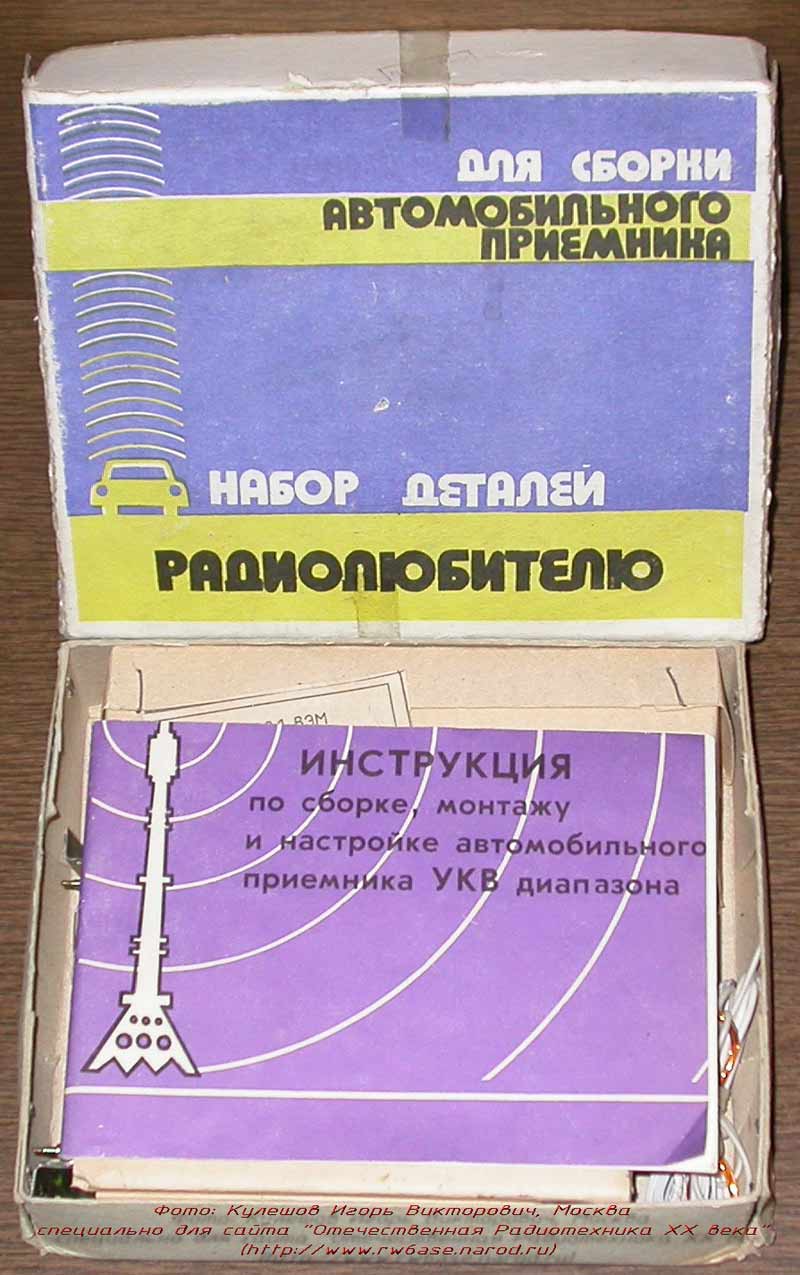 ДЛЯ СБОРКИ
АВТОМОБИЛЬНОГО
ПРИЕМНИКА
НАБОР ДЕТАЛЕЙ
РАДИОЛЮБИТЕЛЮ
ВЭМ
ИНСТРУКЦИЯ
по сборке, монтажу
и настройке автомобильного
приемника УКВ диапазона
Фото: Кулешов Игорь Викторович, Москва
специально для сайта "Отечественная Радиотехника XX века"
(http://www.rw6ase.narod.ru)